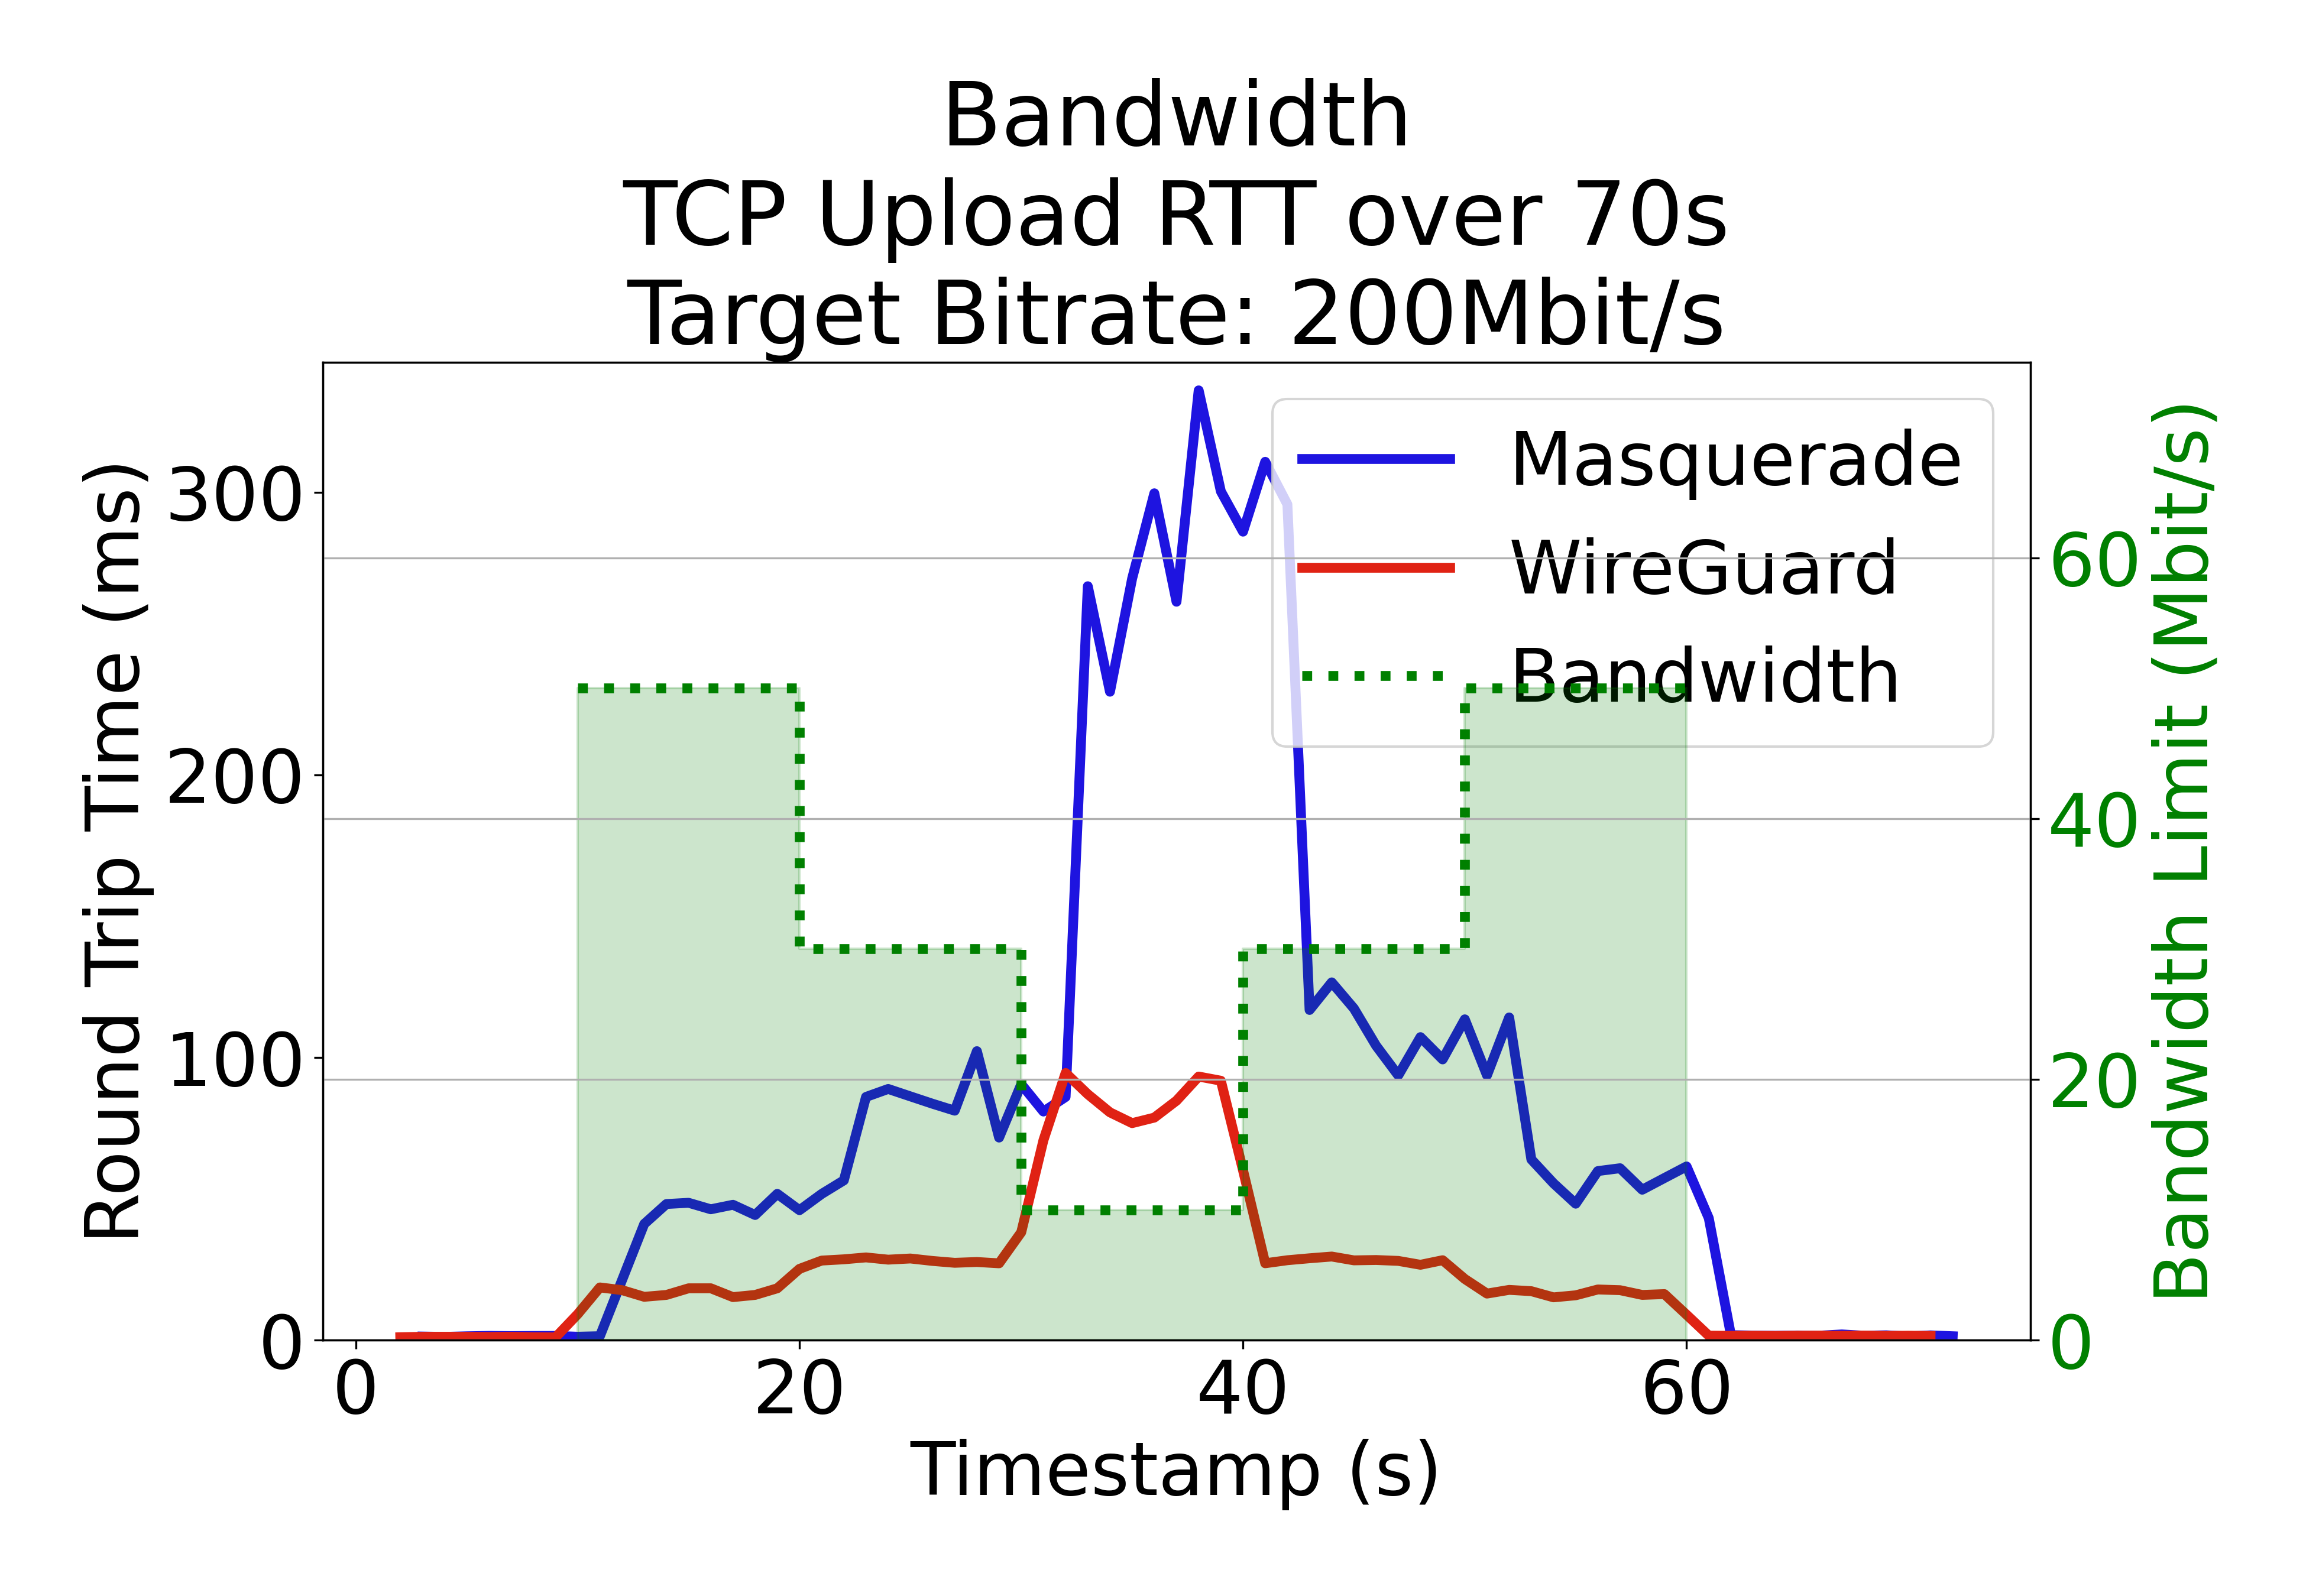 Bandwidth
TCP Upload RTT over 70s
Target Bitrate: 200Mbit/s
Round Trip Time (ms)
300
200
100
0
Masquerade
WireGuard
Bandwidth
60
40
20
0
Bandwidth Limit (Mbit/s)
0 20 40 60
Timestamp (s)